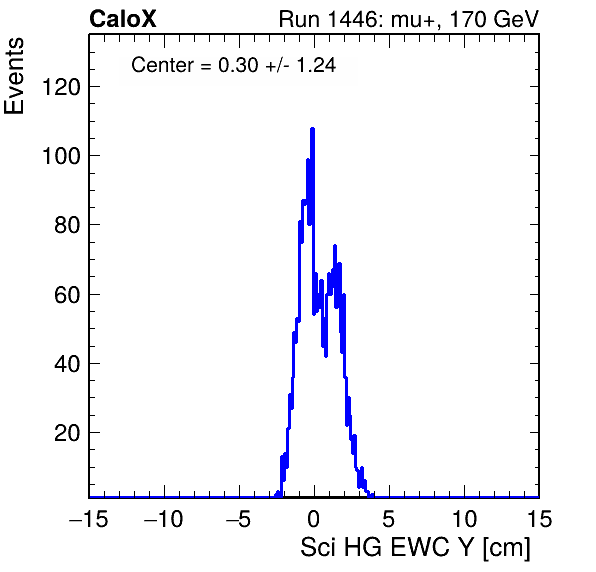 CaloX
Run 1446: mu+, 170 GeV
Center = 0.30 +/- 1.24
Events
120
100
80
60
40
20
−15 −10 −5 0 5 10 15
Sci HG EWC Y [cm]